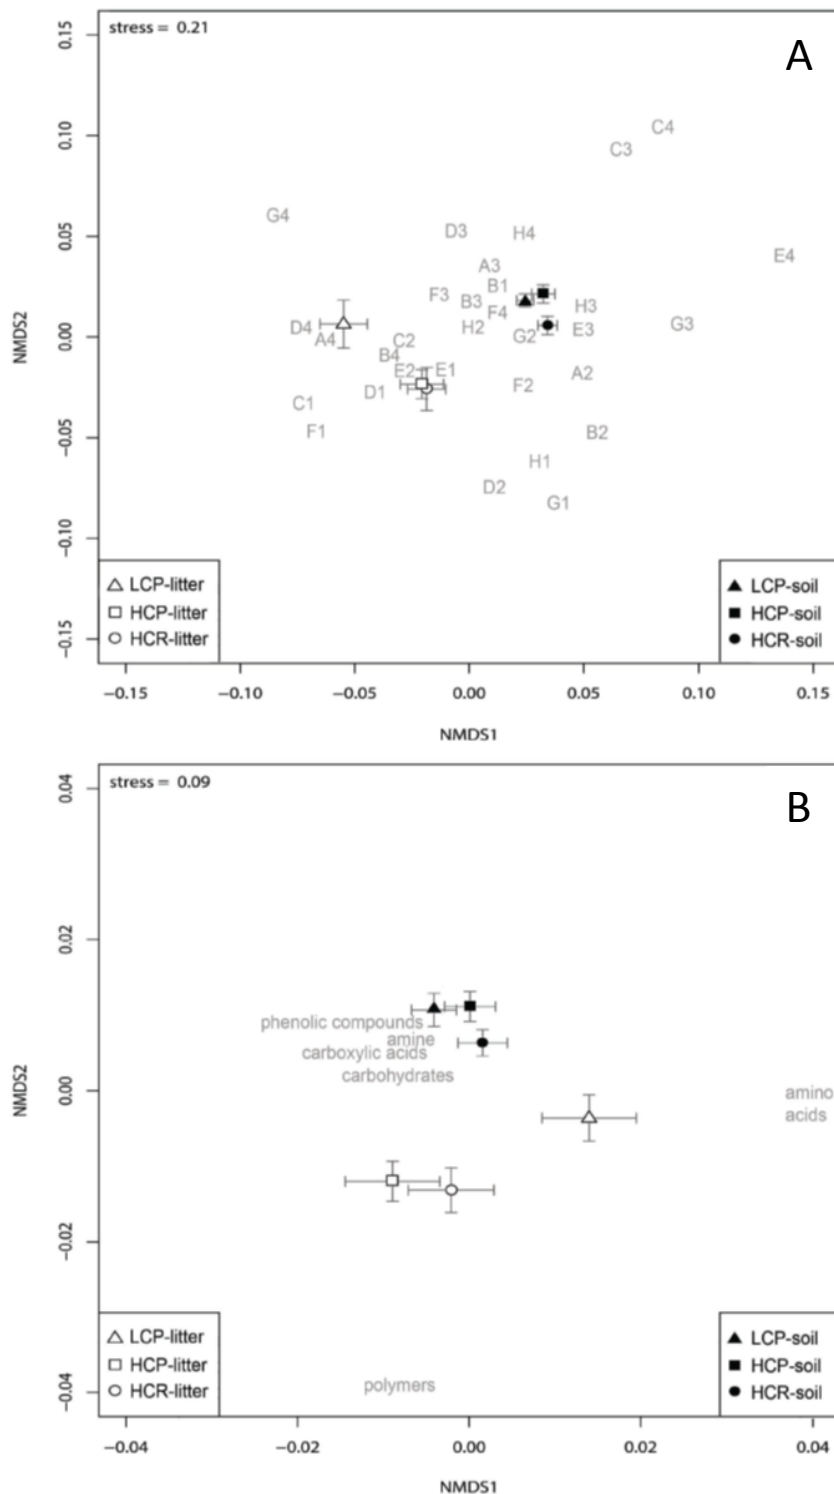 stress = 0.21
A
0.15
0.10
0.05
0.00
−0.05
−0.10
−0.15
NMDS2
C4
C3
G4
D3
H4
E4
A3
B1
F3
B3
H3
F4
G3
D4
H2
E3
A4
C2
G2
B4
E2
E1
A2
D1
F2
C1
F1
B2
H1
D2
G1
LCP-litter
HCP-litter
HCR-litter
LCP-soil
HCP-soil
HCR-soil
−0.15
−0.10
−0.05
0.00
0.05
0.10
0.15
NMDS1
stress = 0.09
B
0.04
0.02
0.00
−0.02
−0.04
NMDS2
phenolic compounds
amine
carboxylic acids
carbohydrates
amino
acids
polymers
LCP-litter
HCP-litter
HCR-litter
LCP-soil
HCP-soil
HCR-soil
−0.04
−0.02
0.00
0.02
0.04
NMDS1